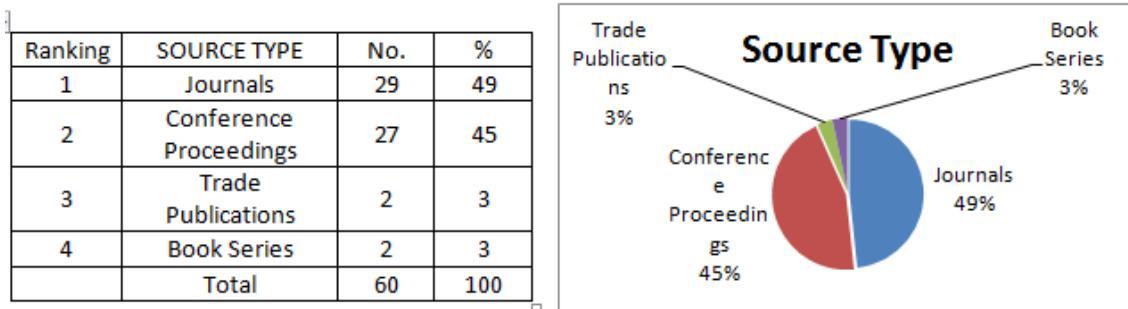 Ranking SOURCE TYPE No. %
1 Journals 29 49
2 Conference Proceedings 27 45
3 Trade Publications 2 3
4 Book Series 2 3
Total 60 100
Source Type
Trade
Publicatio
ns
3%
Book
Series
3%
Conferenc
e
Proceedin
gs
45%
Journals
49%